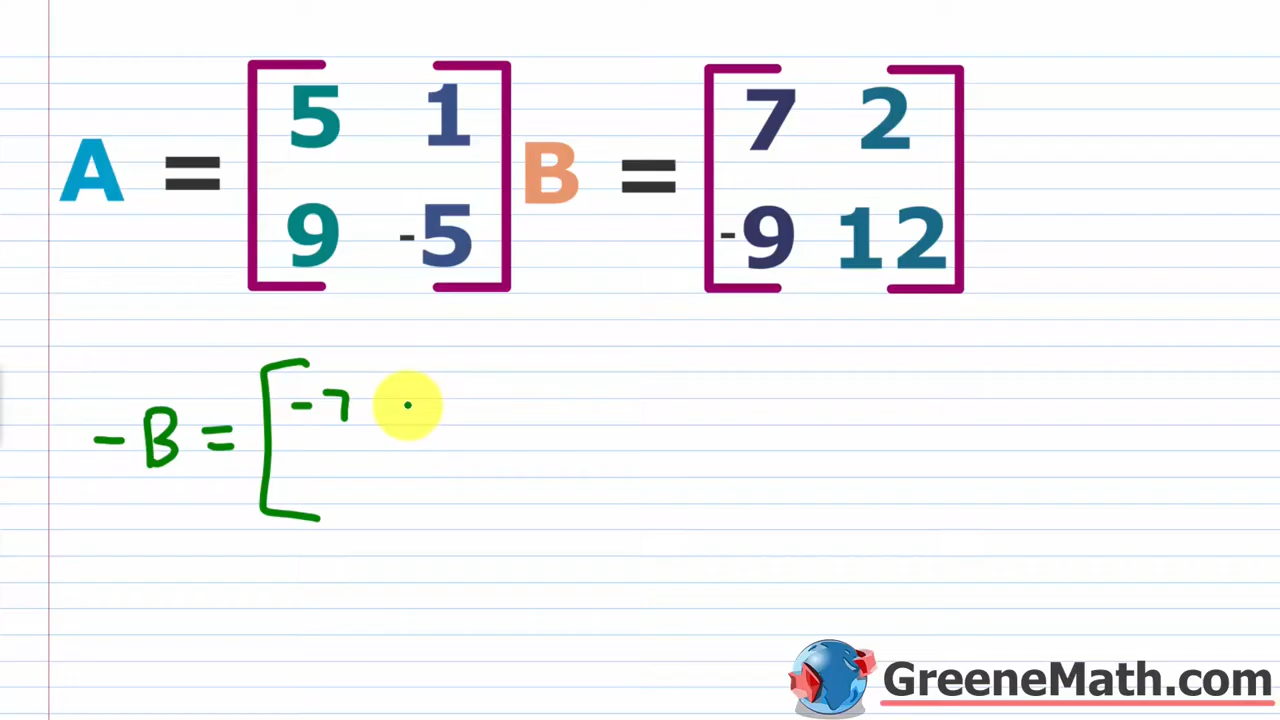 A = [ 5 1 ] B = [ 7 2 ]
[ 9 -5 ] [ -9 12 ]
- B = [ - 7
GreeneMath.com